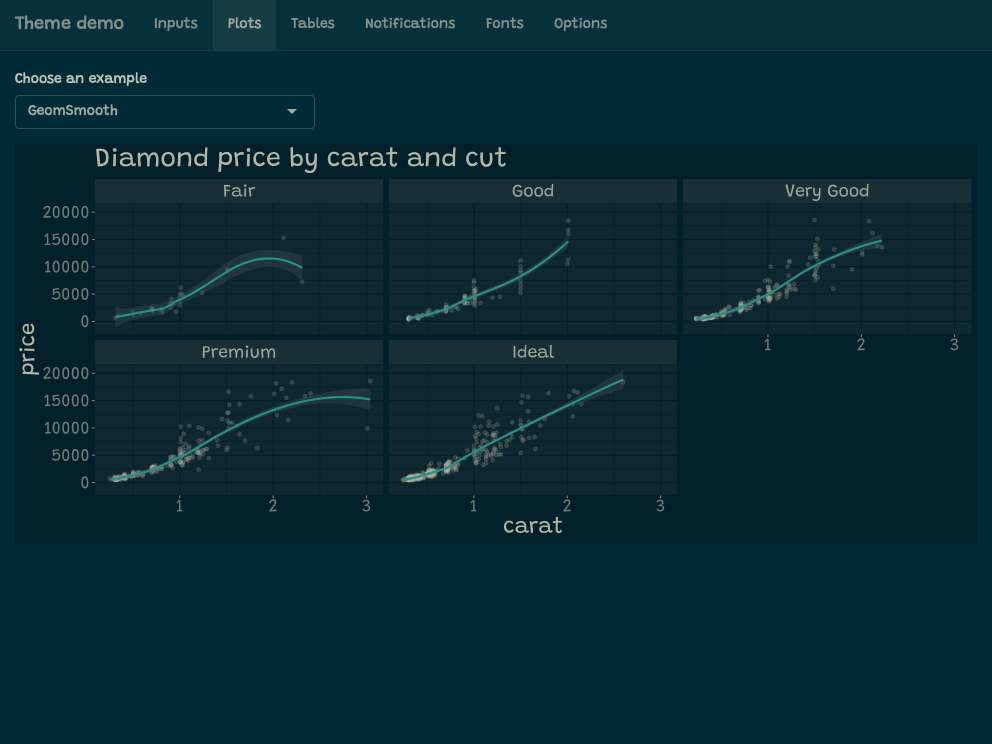 Theme demo Inputs Plots Tables Notifications Fonts Options
Choose an example
GeomSmooth
Diamond price by carat and cut
Fair Good Very Good
20000
15000
10000
5000
0
1 2 3
price
Premium Ideal
20000
15000
10000
5000
0
1 2 3 1 2 3
carat